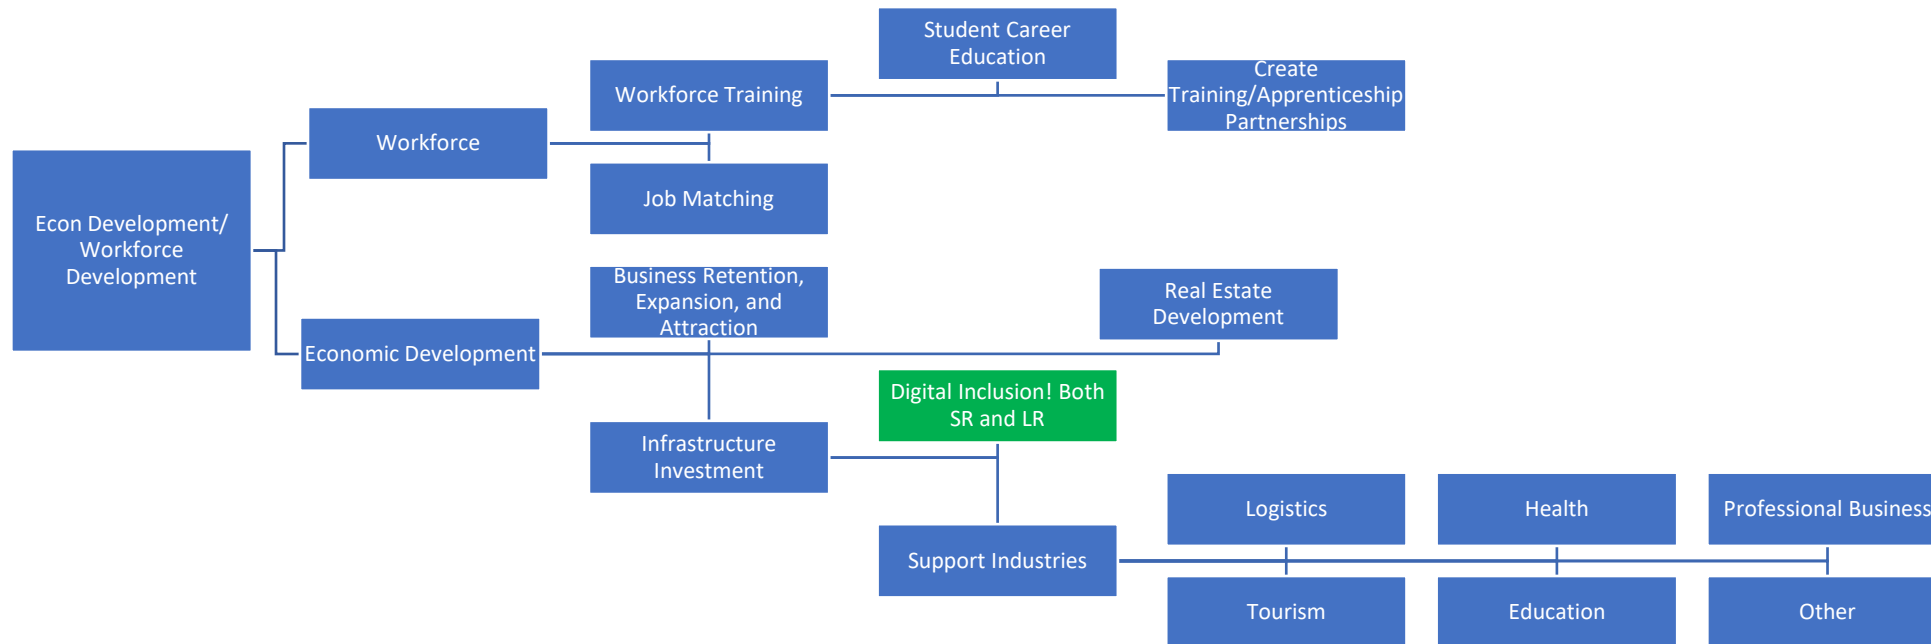 Student Career
Education
Workforce Training
Create
Training/Apprenticeship
Partnerships
Workforce
Job Matching
Econ Development/
Workforce
Development
Business Retention,
Expansion, and
Attraction
Real Estate
Development
Economic Development
Digital Inclusion! Both
SR and LR
Infrastructure
Investment
Logistics
Health
Professional Business
Support Industries
Tourism
Education
Other